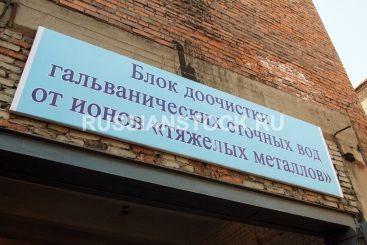 Блок доочистки
гальванических сточных вод
от ионов «тяжелых металлов»
RUSSIANSTOCK.RU